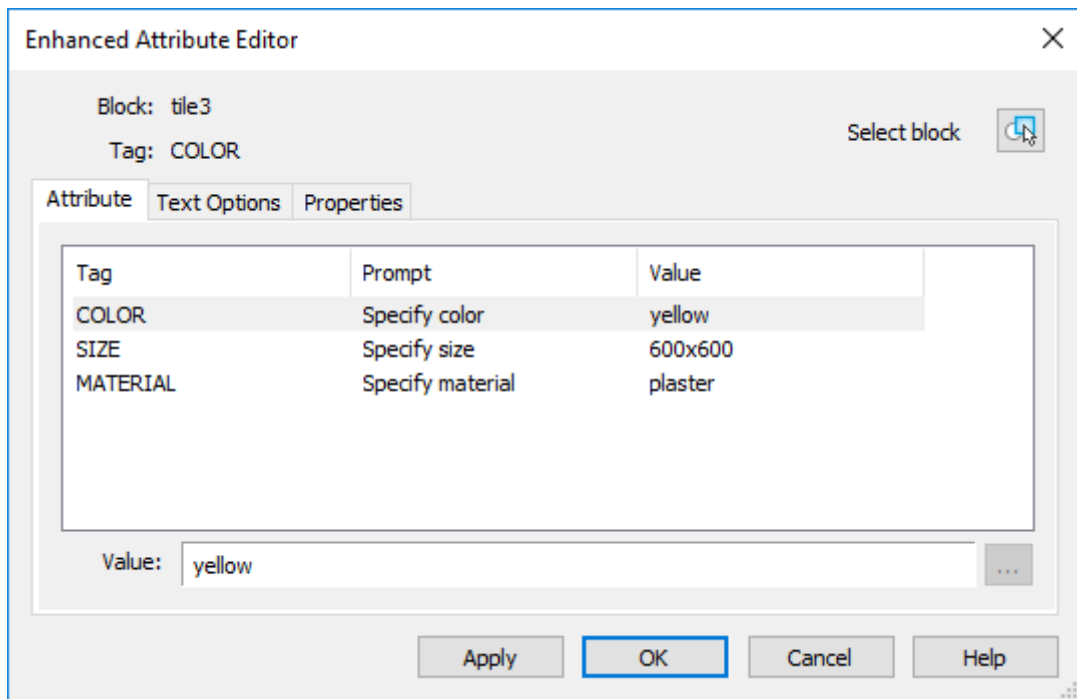 Enhanced Attribute Editor
Block: tile3
Select block
Tag: COLOR
Attribute Text Options Properties
Tag Prompt Value
COLOR Specify color yellow
SIZE Specify size 600x600
MATERIAL Specify material plaster
Value: yellow ...
Apply OK Cancel Help